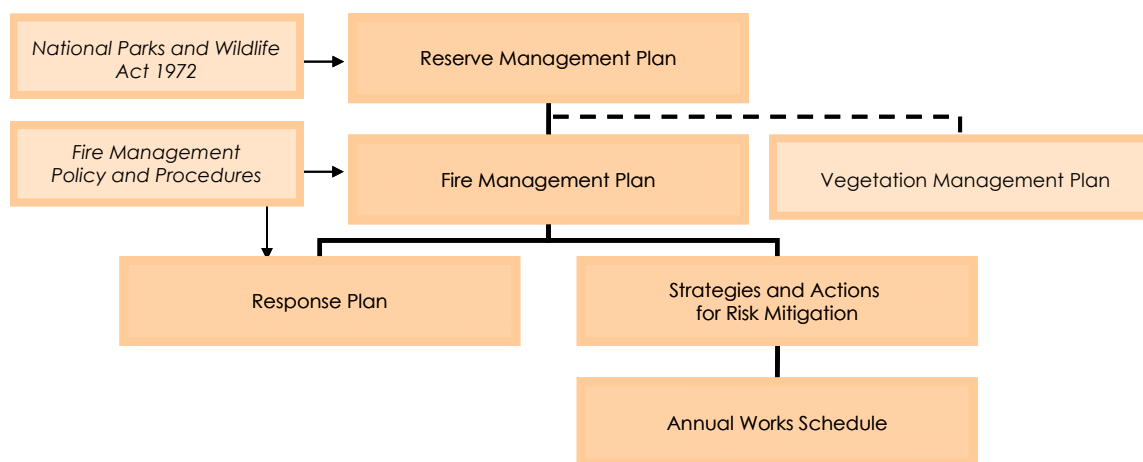 National Parks and Wildlife
Act 1972
Reserve Management Plan
Fire Management
Policy and Procedures
Fire Management Plan
Vegetation Management Plan
Response Plan
Strategies and Actions
for Risk Mitigation
Annual Works Schedule